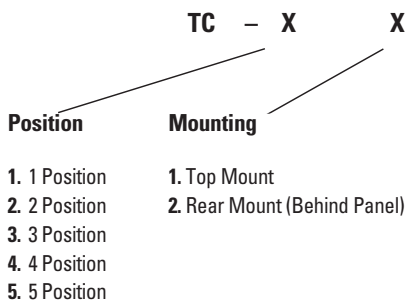 TC – X X
Position Mounting
1. 1 Position 1. Top Mount
2. 2 Position 2. Rear Mount (Behind Panel)
3. 3 Position
4. 4 Position
5. 5 Position